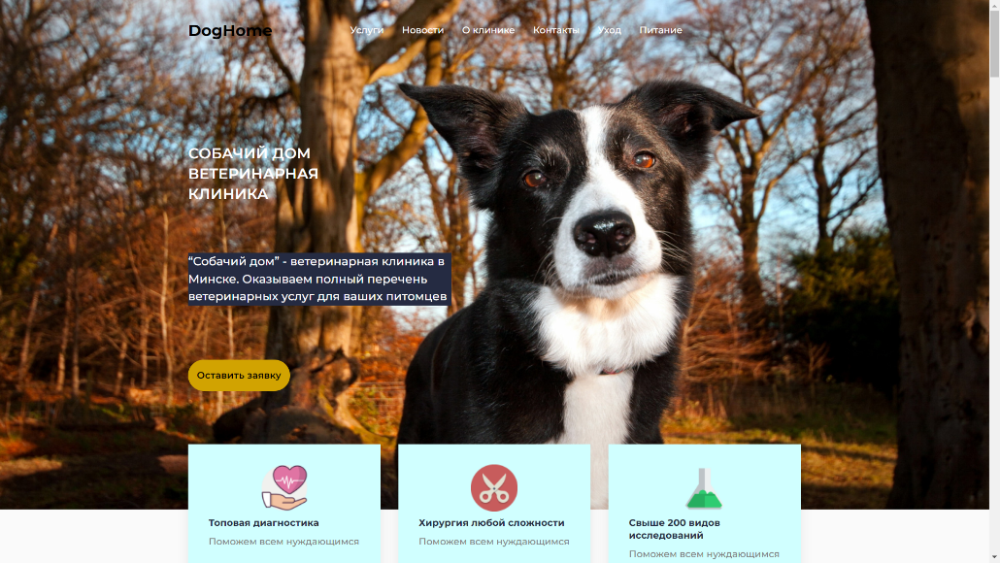 DogHome
Услуги Новости О клинике Контакты Уход Питание
СОБАЧИЙ ДОМ
ВЕТЕРИНАРНАЯ
КЛИНИКА
“Собачий дом” - ветеринарная клиника в
Минске. Оказываем полный перечень
ветеринарных услуг для ваших питомцев
Оставить заявку
Топовая диагностика
Поможем всем нуждающимся
Хирургия любой сложности
Поможем всем нуждающимся
Свыше 200 видов
исследований
Поможем всем нуждающимся